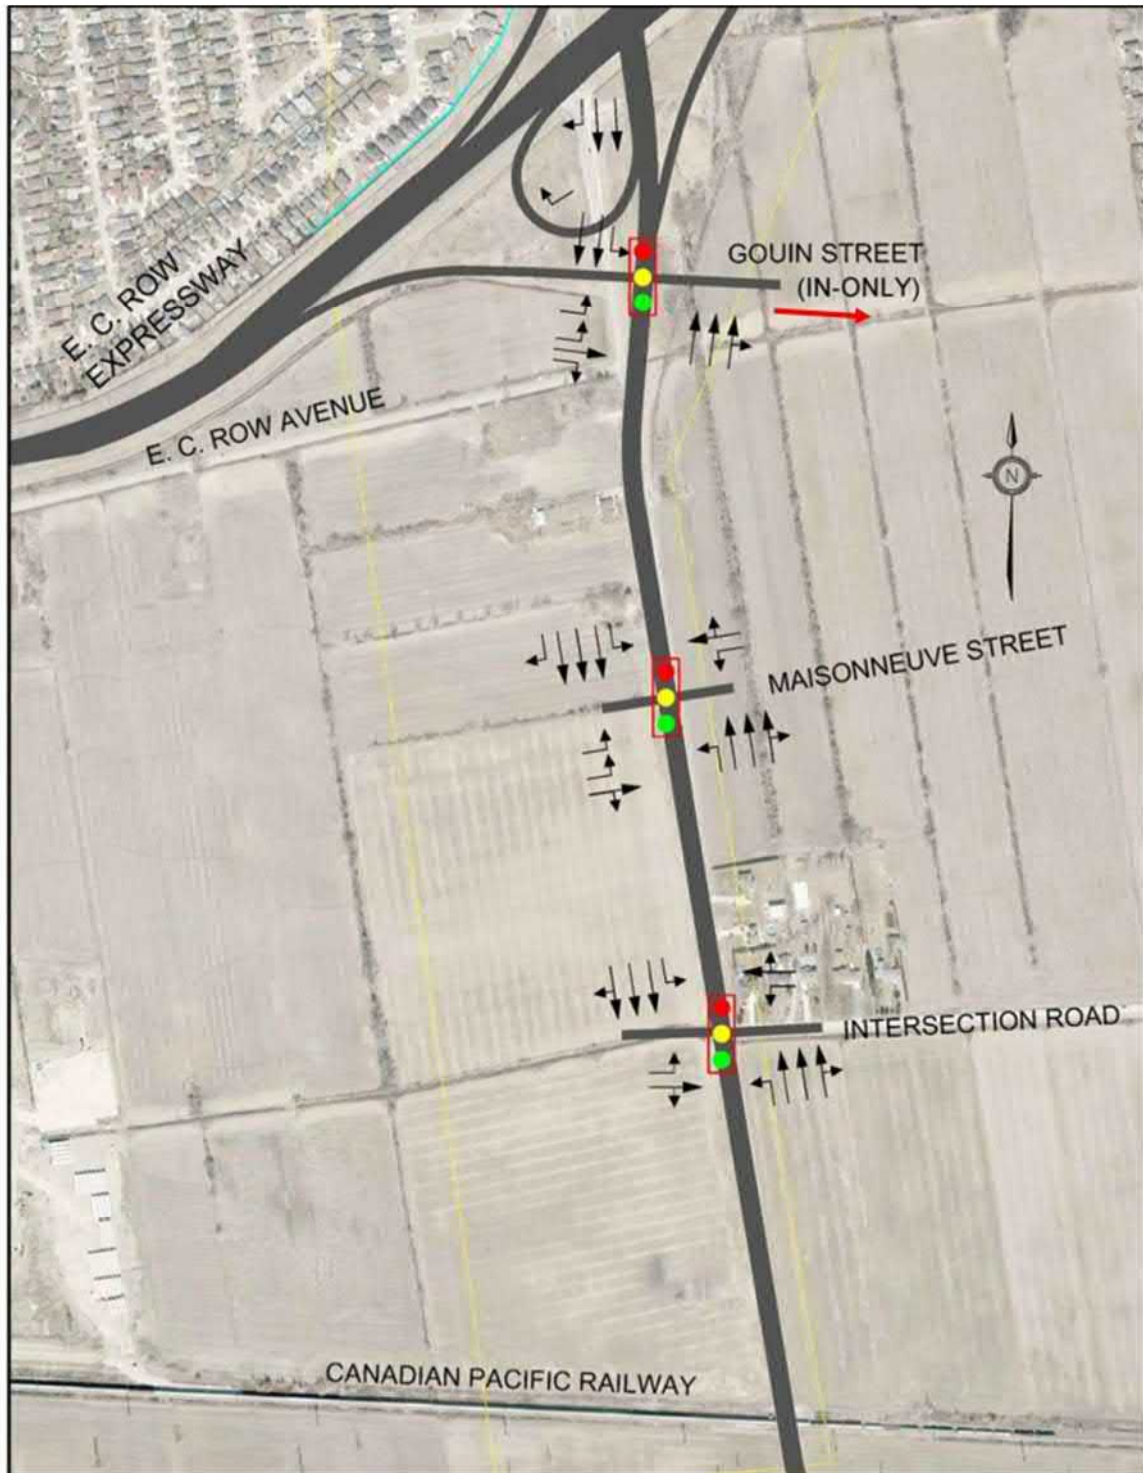 E. C. ROW
EXPRESSWAY
GOUIN STREET
(IN-ONLY)
E. C. ROW AVENUE
N
MAISONNEUVE STREET
INTERSECTION ROAD
CANADIAN PACIFIC RAILWAY